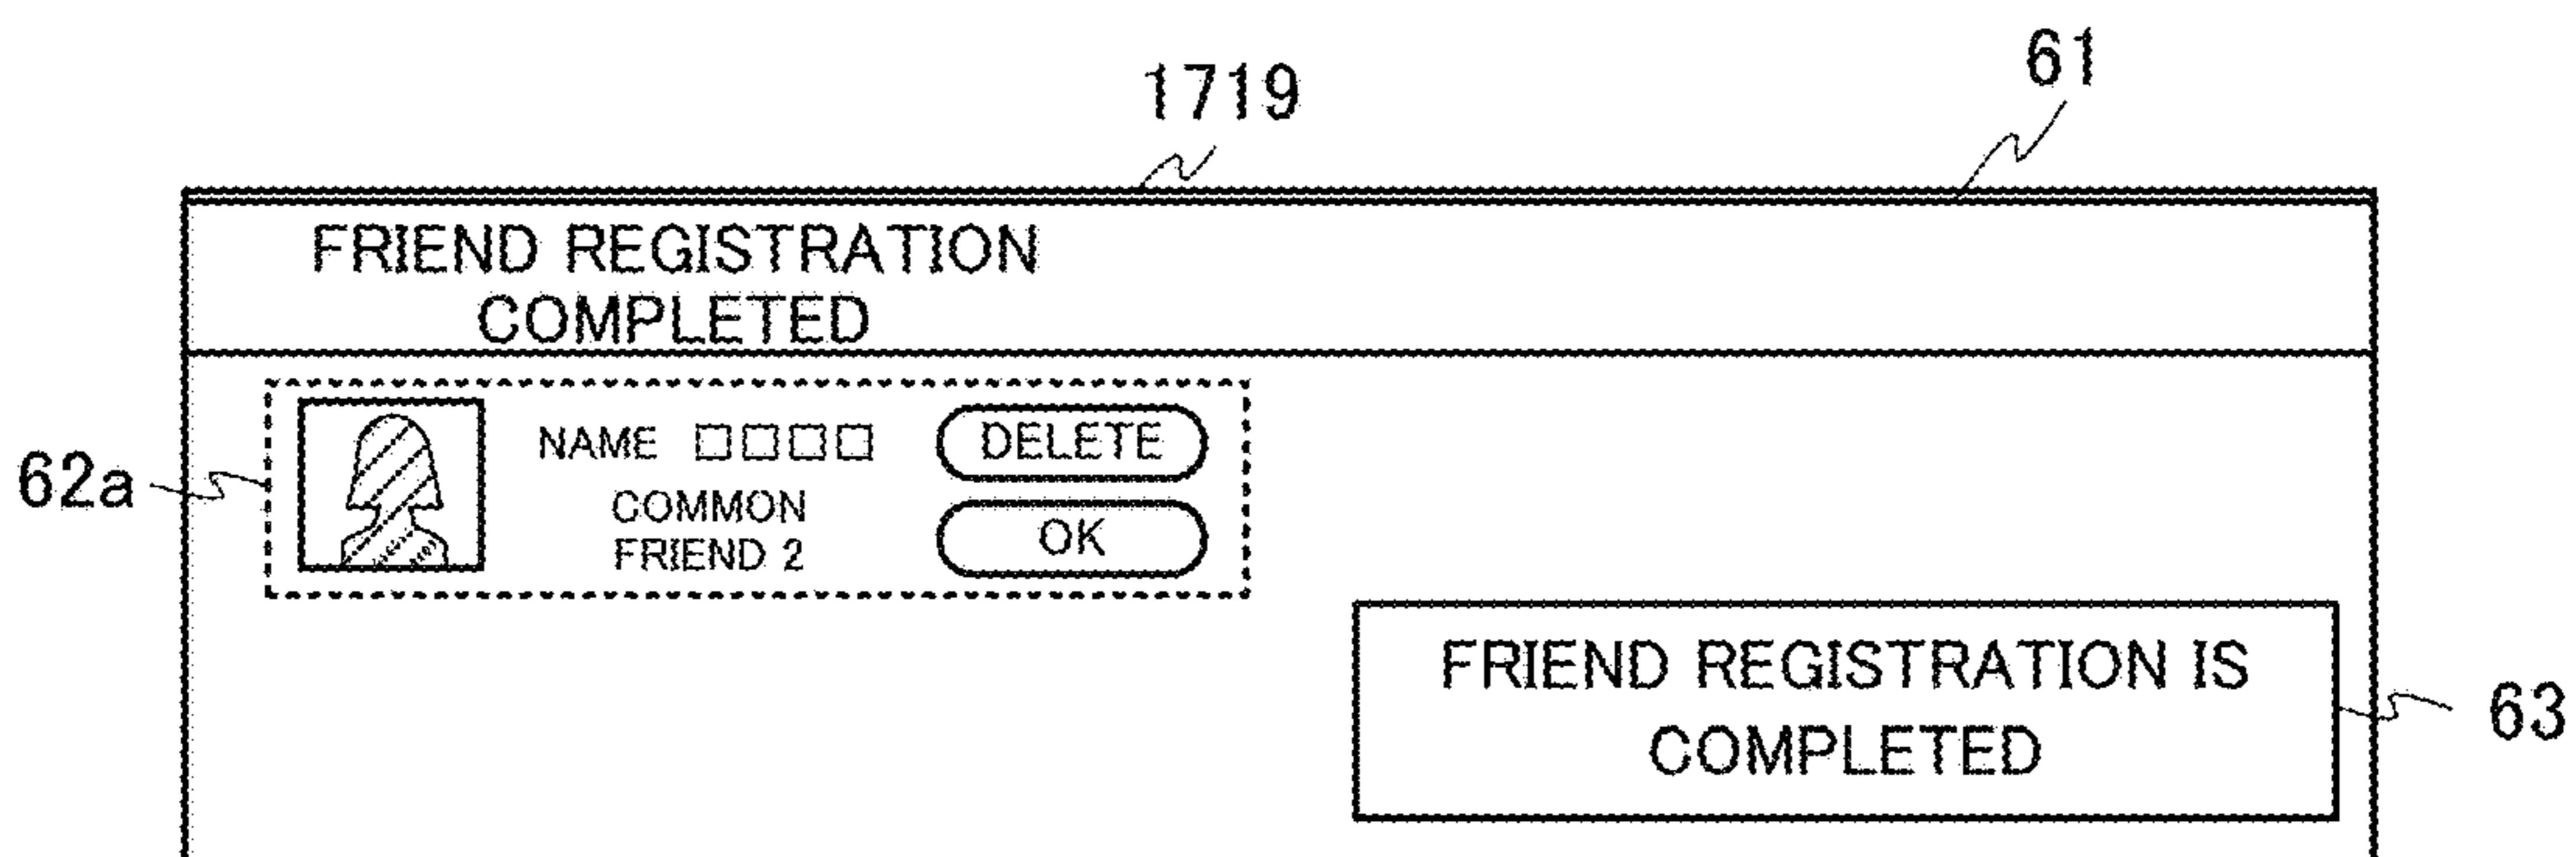 1719
61
FRIEND REGISTRATION
COMPLETED
62a
NAME □□□□
DELETE
COMMON
FRIEND 2
OK
FRIEND REGISTRATION IS
COMPLETED
63